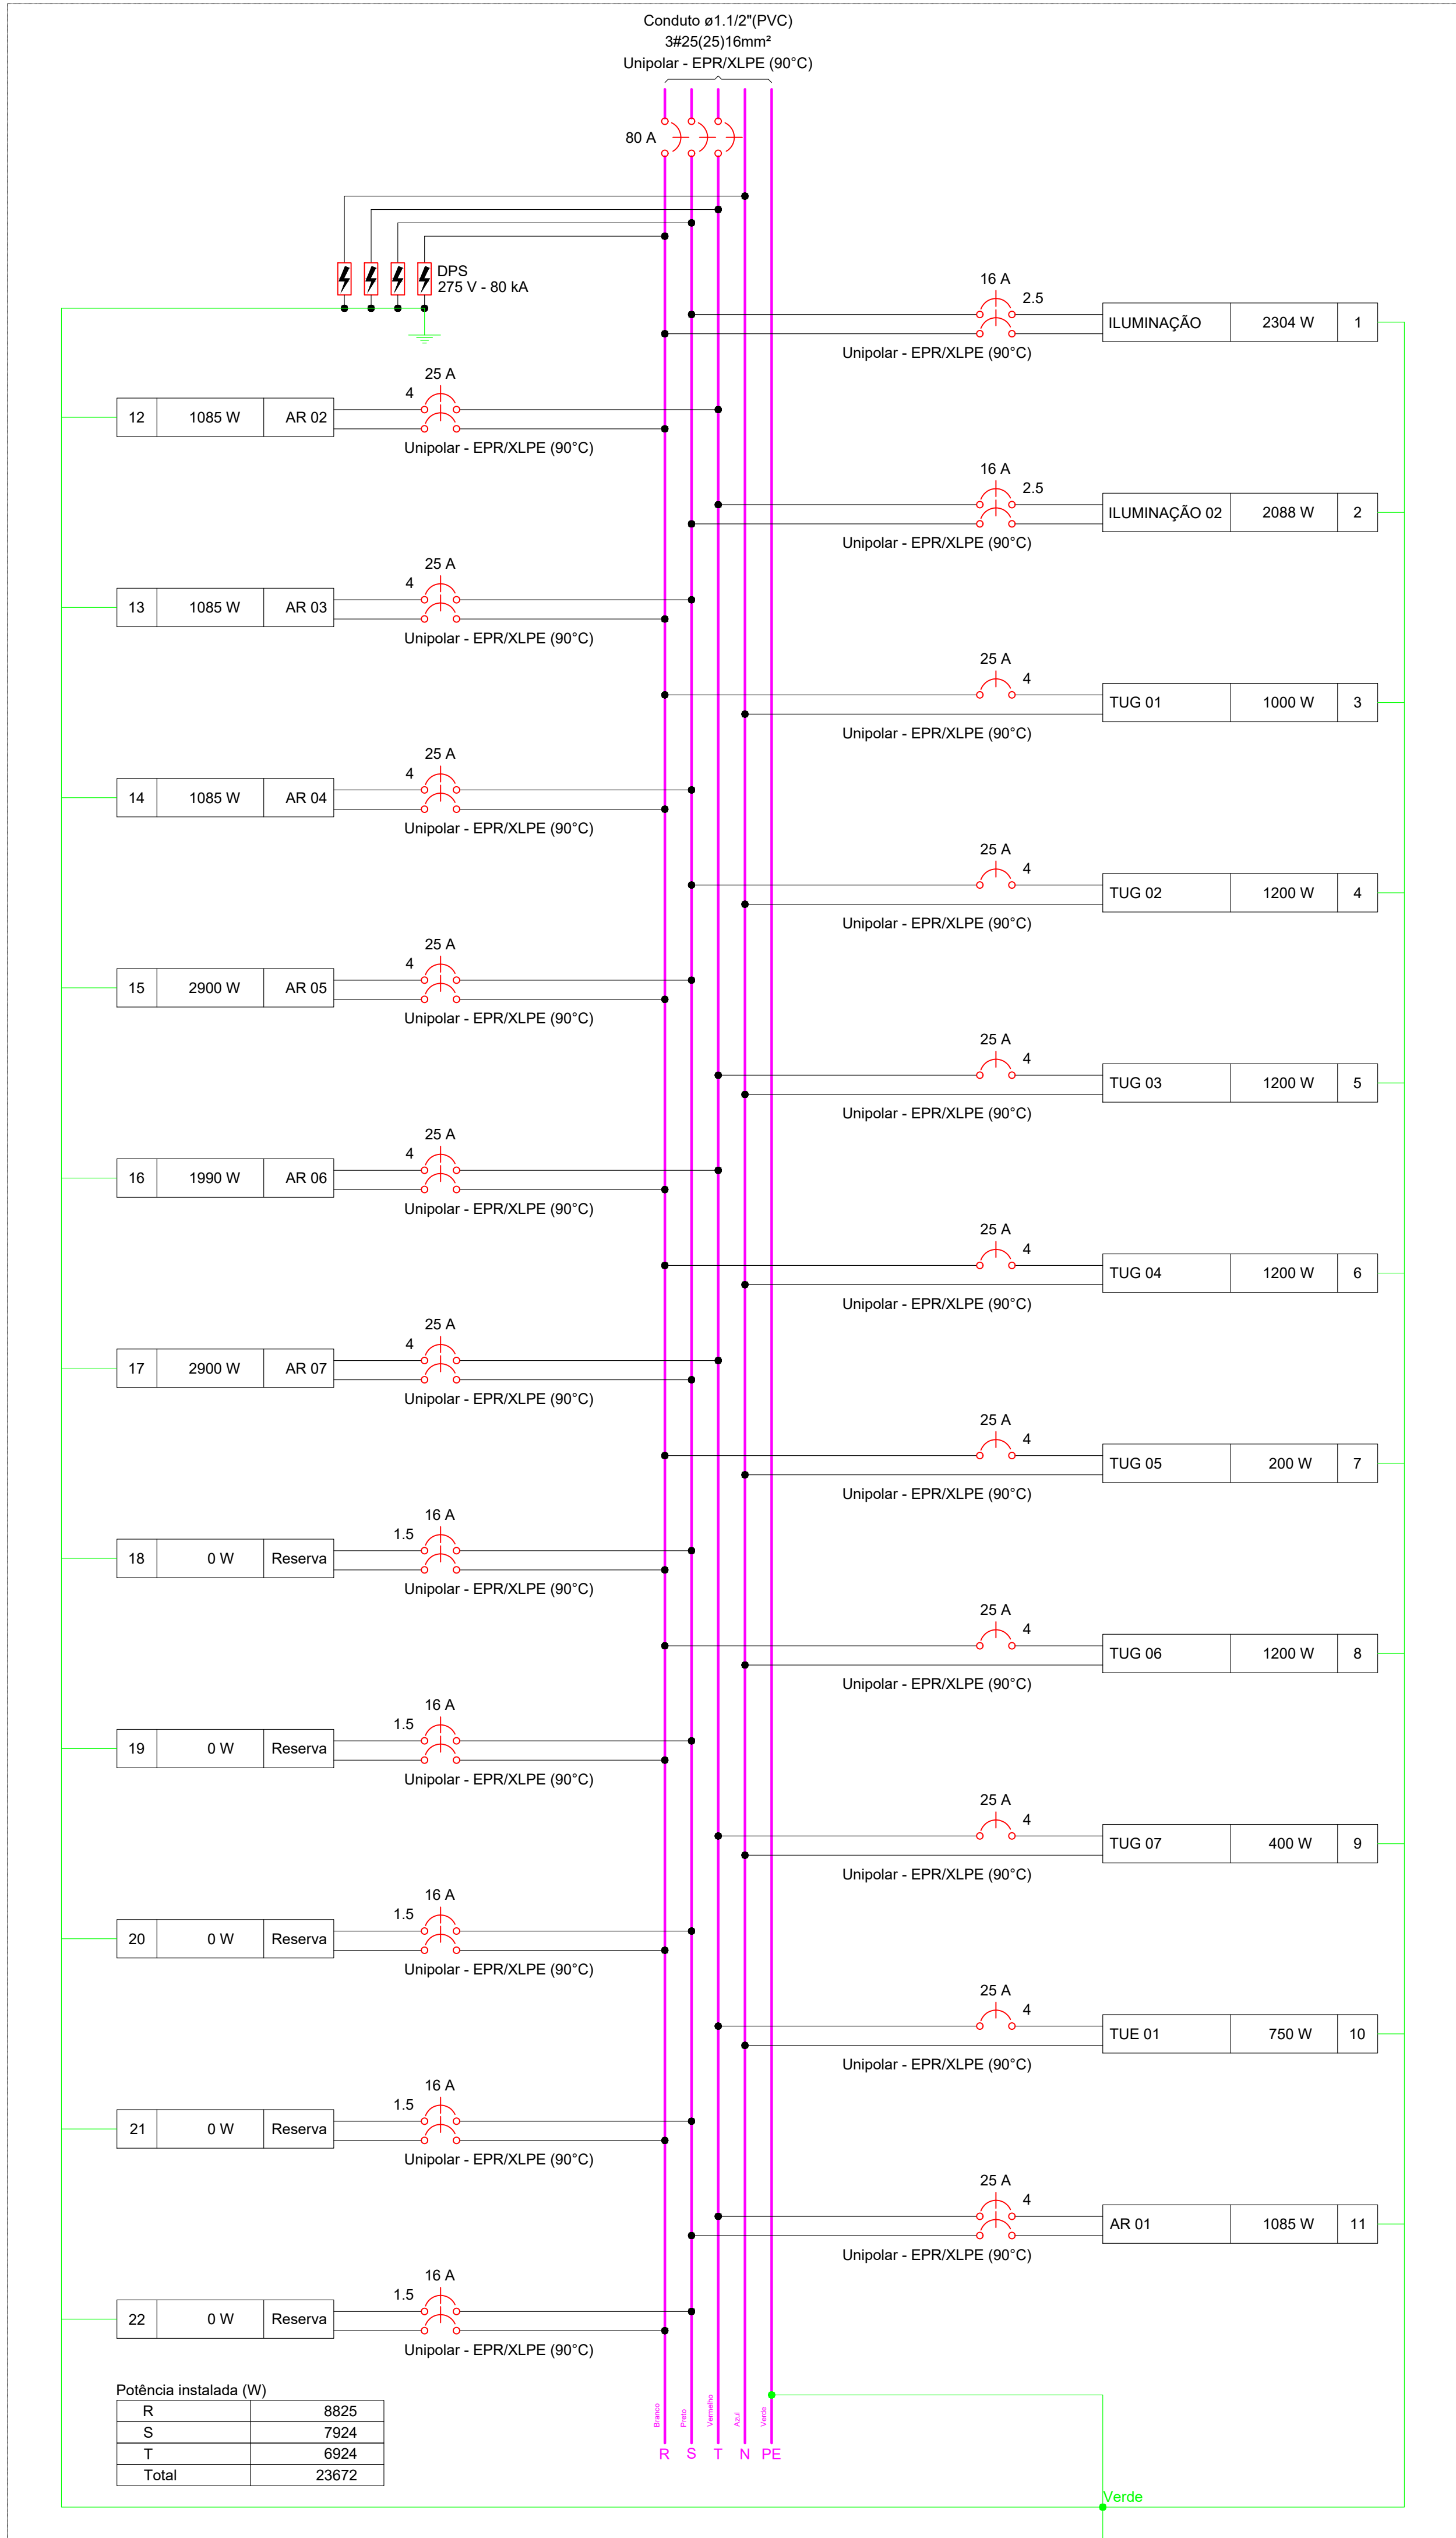 Conduto ø1.1/2"(PVC)
3#25(25)16mm²
Unipolar - EPR/XLPE (90°C)
80 A
DPS
275 V - 80 kA
16 A
2.5
ILUMINAÇÃO 2304 W 1
Unipolar - EPR/XLPE (90°C)
25 A
4
12 1085 W AR 02
Unipolar - EPR/XLPE (90°C)
16 A
2.5
ILUMINAÇÃO 02 2088 W 2
Unipolar - EPR/XLPE (90°C)
25 A
4
13 1085 W AR 03
Unipolar - EPR/XLPE (90°C)
25 A
4
TUG 01 1000 W 3
Unipolar - EPR/XLPE (90°C)
25 A
4
14 1085 W AR 04
Unipolar - EPR/XLPE (90°C)
25 A
4
TUG 02 1200 W 4
Unipolar - EPR/XLPE (90°C)
25 A
4
15 2900 W AR 05
Unipolar - EPR/XLPE (90°C)
25 A
4
TUG 03 1200 W 5
Unipolar - EPR/XLPE (90°C)
25 A
4
16 1990 W AR 06
Unipolar - EPR/XLPE (90°C)
25 A
4
TUG 04 1200 W 6
Unipolar - EPR/XLPE (90°C)
25 A
4
17 2900 W AR 07
Unipolar - EPR/XLPE (90°C)
25 A
4
TUG 05 200 W 7
Unipolar - EPR/XLPE (90°C)
16 A
1.5
18 0 W Reserva
Unipolar - EPR/XLPE (90°C)
25 A
4
TUG 06 1200 W 8
Unipolar - EPR/XLPE (90°C)
16 A
1.5
19 0 W Reserva
Unipolar - EPR/XLPE (90°C)
25 A
4
TUG 07 400 W 9
Unipolar - EPR/XLPE (90°C)
16 A
1.5
20 0 W Reserva
Unipolar - EPR/XLPE (90°C)
25 A
4
TUE 01 750 W 10
Unipolar - EPR/XLPE (90°C)
16 A
1.5
21 0 W Reserva
Unipolar - EPR/XLPE (90°C)
25 A
4
AR 01 1085 W 11
Unipolar - EPR/XLPE (90°C)
16 A
1.5
22 0 W Reserva
Unipolar - EPR/XLPE (90°C)
Potência instalada (W)
R 8825
S 7924
T 6924
Total 23672
Branco
Preto
Vermelho
Azul
Verde
R S T N PE
Verde